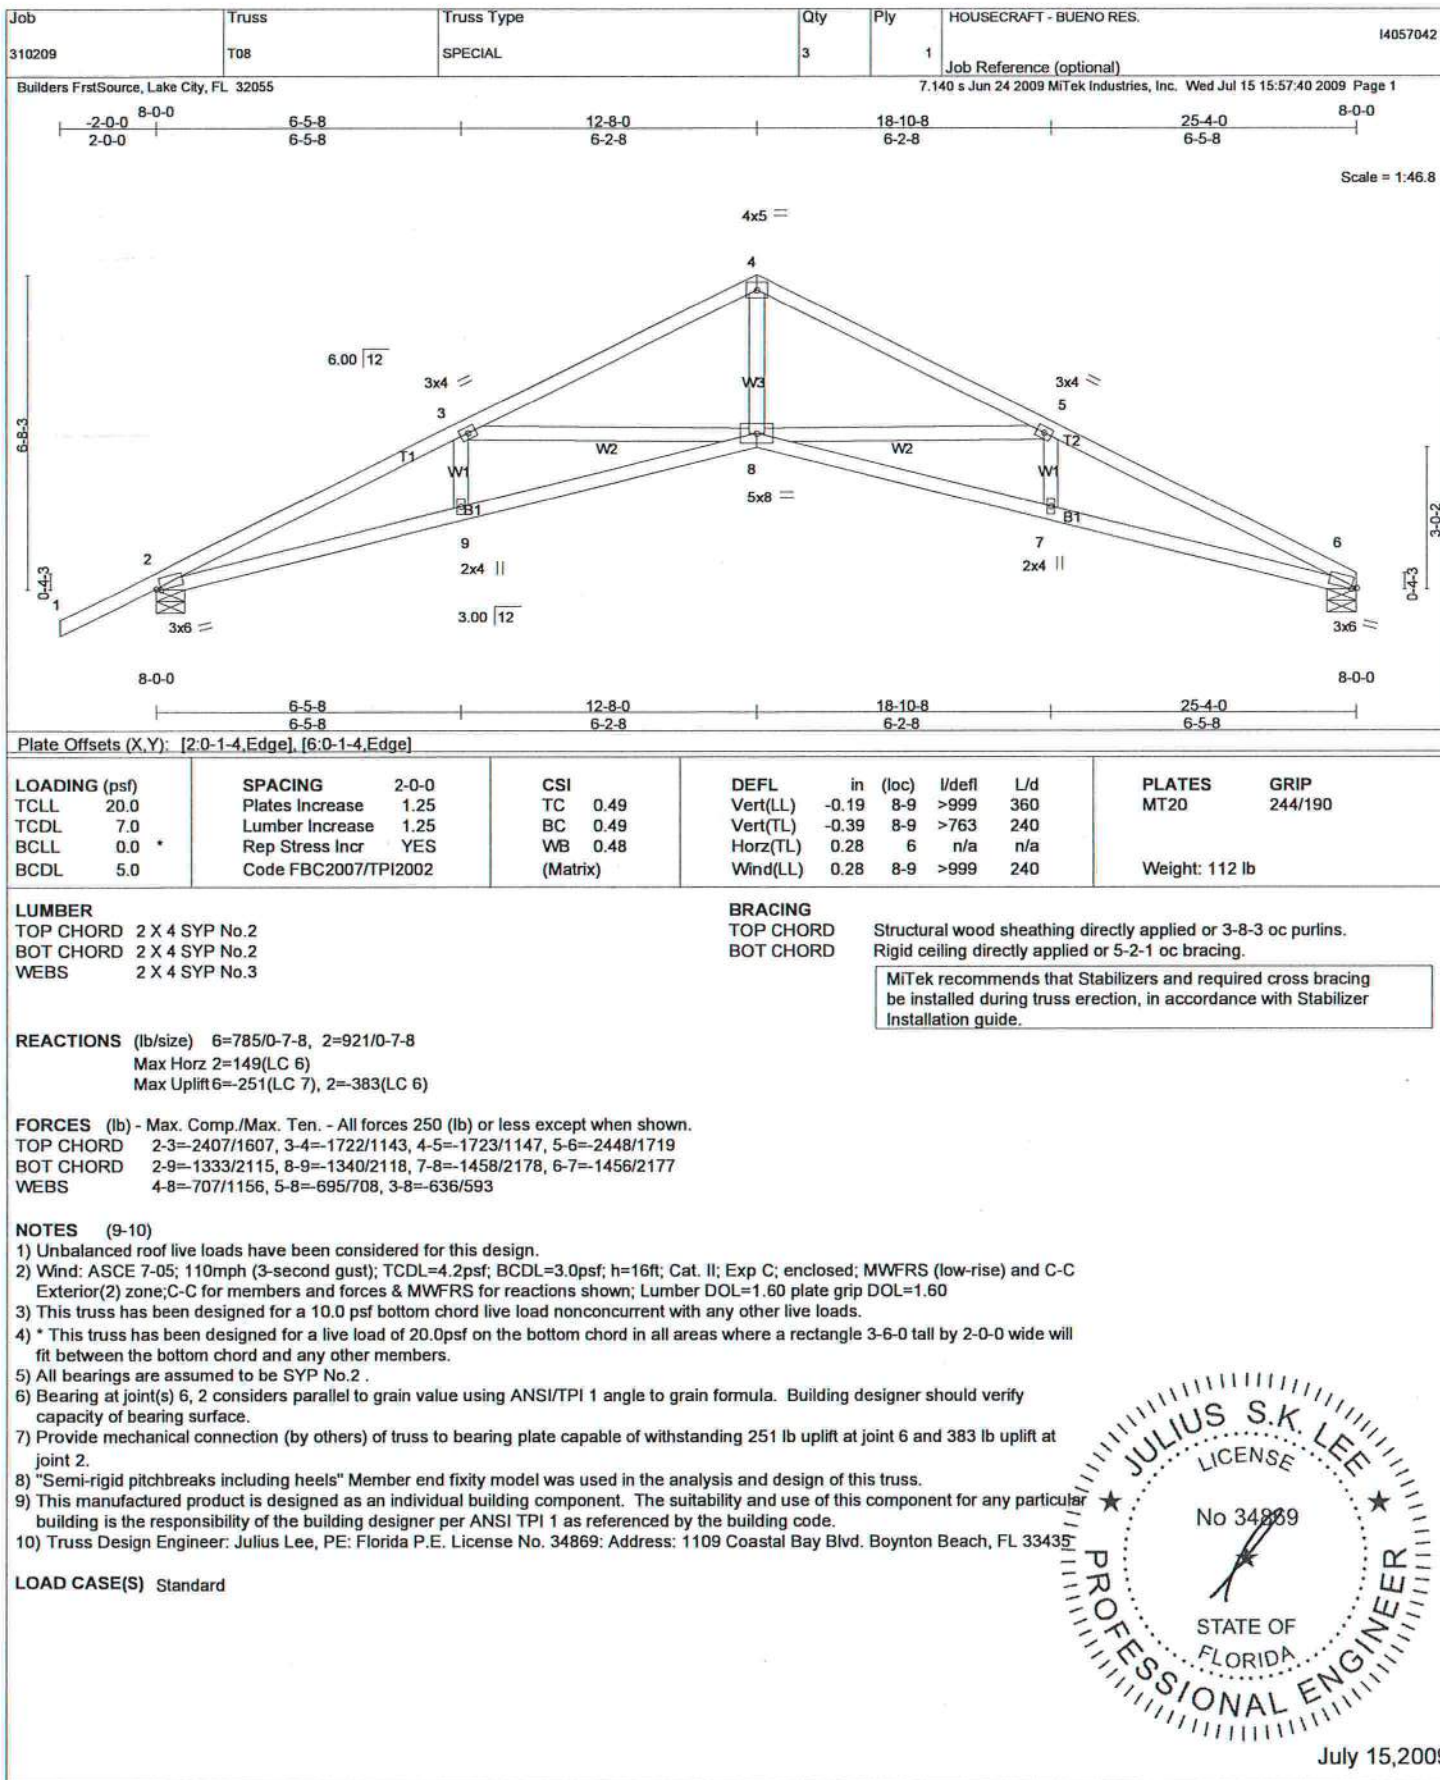 Job Truss Truss Type Qty Ply HOUSECRAFT - BUENO RES.
I4057042
310209 T08 SPECIAL 3 1
Job Reference (optional)
Builders FrstSource, Lake City, FL 32055 7.140 s Jun 24 2009 MiTek Industries, Inc. Wed Jul 15 15:57:40 2009 Page 1
8-0-0 8-0-0
-2-0-0 6-5-8 12-8-0 18-10-8 25-4-0
2-0-0 6-5-8 6-2-8 6-2-8 6-5-8
Scale = 1:46.8
4x5 =
4
6.00 12
3x4 = 3x4 =
3 5
W3
6-8-3
T1 W1 W2 W2 W1 T2
8
5x8 =
B1 B1
3-0-2
2 9 7 6
2x4 || 2x4 ||
0-4-3 0-4-3
1
3x6 = 3.00 12 3x6 =
8-0-0 8-0-0
6-5-8 12-8-0 18-10-8 25-4-0
6-5-8 6-2-8 6-2-8 6-5-8
Plate Offsets (X,Y): [2:0-1-4,Edge], [6:0-1-4,Edge]
LOADING (psf) SPACING 2-0-0 CSI DEFL in (loc) l/defl L/d PLATES GRIP
TCLL 20.0 Plates Increase 1.25 TC 0.49 Vert(LL) -0.19 8-9 >999 360 MT20 244/190
TCDL 7.0 Lumber Increase 1.25 BC 0.49 Vert(TL) -0.39 8-9 >763 240
BCLL 0.0 * Rep Stress Incr YES WB 0.48 Horz(TL) 0.28 6 n/a n/a
BCDL 5.0 Code FBC2007/TPI2002 (Matrix) Wind(LL) 0.28 8-9 >999 240 Weight: 112 lb
LUMBER
TOP CHORD 2 X 4 SYP No.2
BOT CHORD 2 X 4 SYP No.2
WEBS 2 X 4 SYP No.3
BRACING
TOP CHORD Structural wood sheathing directly applied or 3-8-3 oc purlins.
BOT CHORD Rigid ceiling directly applied or 5-2-1 oc bracing.
MiTek recommends that Stabilizers and required cross bracing
be installed during truss erection, in accordance with Stabilizer
Installation guide.
REACTIONS (lb/size) 6=785/0-7-8, 2=921/0-7-8
Max Horz 2=149(LC 6)
Max Uplift6=-251(LC 7), 2=-383(LC 6)
FORCES (lb) - Max. Comp./Max. Ten. - All forces 250 (lb) or less except when shown.
TOP CHORD 2-3=-2407/1607, 3-4=-1722/1143, 4-5=-1723/1147, 5-6=-2448/1719
BOT CHORD 2-9=-1333/2115, 8-9=-1340/2118, 7-8=-1458/2178, 6-7=-1456/2177
WEBS 4-8=-707/1156, 5-8=-695/708, 3-8=-636/593
NOTES (9-10)
1) Unbalanced roof live loads have been considered for this design.
2) Wind: ASCE 7-05; 110mph (3-second gust); TCDL=4.2psf; BCDL=3.0psf; h=16ft; Cat. II; Exp C; enclosed; MWFRS (low-rise) and C-C
Exterior(2) zone;C-C for members and forces & MWFRS for reactions shown; Lumber DOL=1.60 plate grip DOL=1.60
3) This truss has been designed for a 10.0 psf bottom chord live load nonconcurrent with any other live loads.
4) * This truss has been designed for a live load of 20.0psf on the bottom chord in all areas where a rectangle 3-6-0 tall by 2-0-0 wide will
fit between the bottom chord and any other members.
5) All bearings are assumed to be SYP No.2 .
6) Bearing at joint(s) 6, 2 considers parallel to grain value using ANSI/TPI 1 angle to grain formula. Building designer should verify
capacity of bearing surface.
7) Provide mechanical connection (by others) of truss to bearing plate capable of withstanding 251 lb uplift at joint 6 and 383 lb uplift at
joint 2.
8) "Semi-rigid pitchbreaks including heels" Member end fixity model was used in the analysis and design of this truss.
9) This manufactured product is designed as an individual building component. The suitability and use of this component for any particular
building is the responsibility of the building designer per ANSI TPI 1 as referenced by the building code.
10) Truss Design Engineer: Julius Lee, PE: Florida P.E. License No. 34869: Address: 1109 Coastal Bay Blvd. Boynton Beach, FL 33435
LOAD CASE(S) Standard
JULIUS S.K. LEE
LICENSE
No 34869
STATE OF
FLORIDA
PROFESSIONAL ENGINEER
July 15,2009